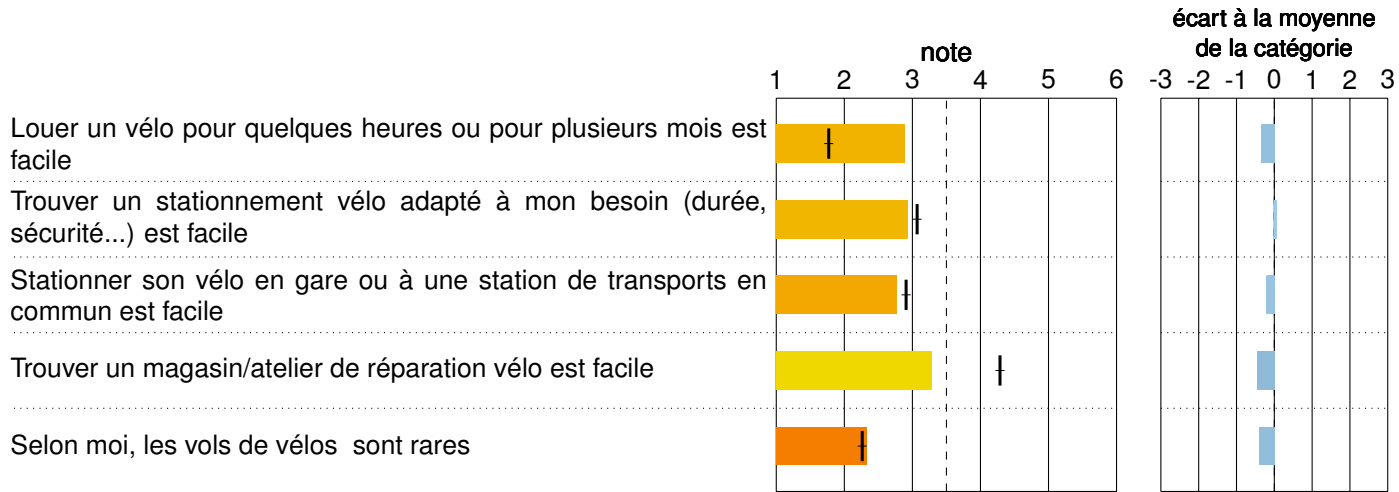 écart à la moyenne
note de la catégorie
1 2 3 4 5 6 -3 -2 -1 0 1 2 3
Louer un vélo pour quelques heures ou pour plusieurs mois est
facile
Trouver un stationnement vélo adapté à mon besoin (durée,
sécurité...) est facile
Stationner son vélo en gare ou à une station de transports en
commun est facile
Trouver un magasin/atelier de réparation vélo est facile
Selon moi, les vols de vélos  sont rares